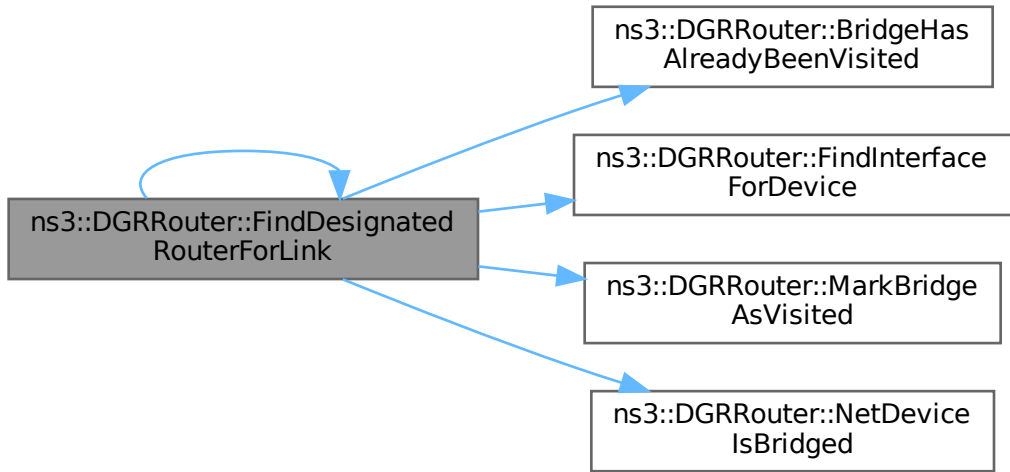 ns3::DGRRouter::FindDesignated
RouterForLink
ns3::DGRRouter::BridgeHas
AlreadyBeenVisited
ns3::DGRRouter::FindInterface
ForDevice
ns3::DGRRouter::MarkBridge
AsVisited
ns3::DGRRouter::NetDevice
IsBridged